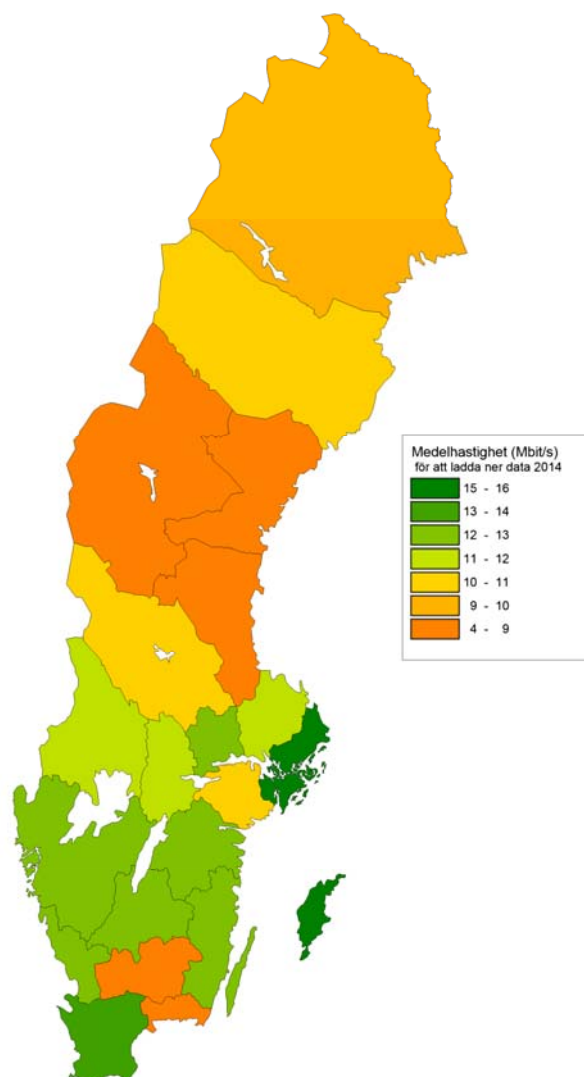 Medelhastighet (Mbit/s)
för att ladda ner data 2014
15 - 16
13 - 14
12 - 13
11 - 12
10 - 11
9 - 10
4 - 9